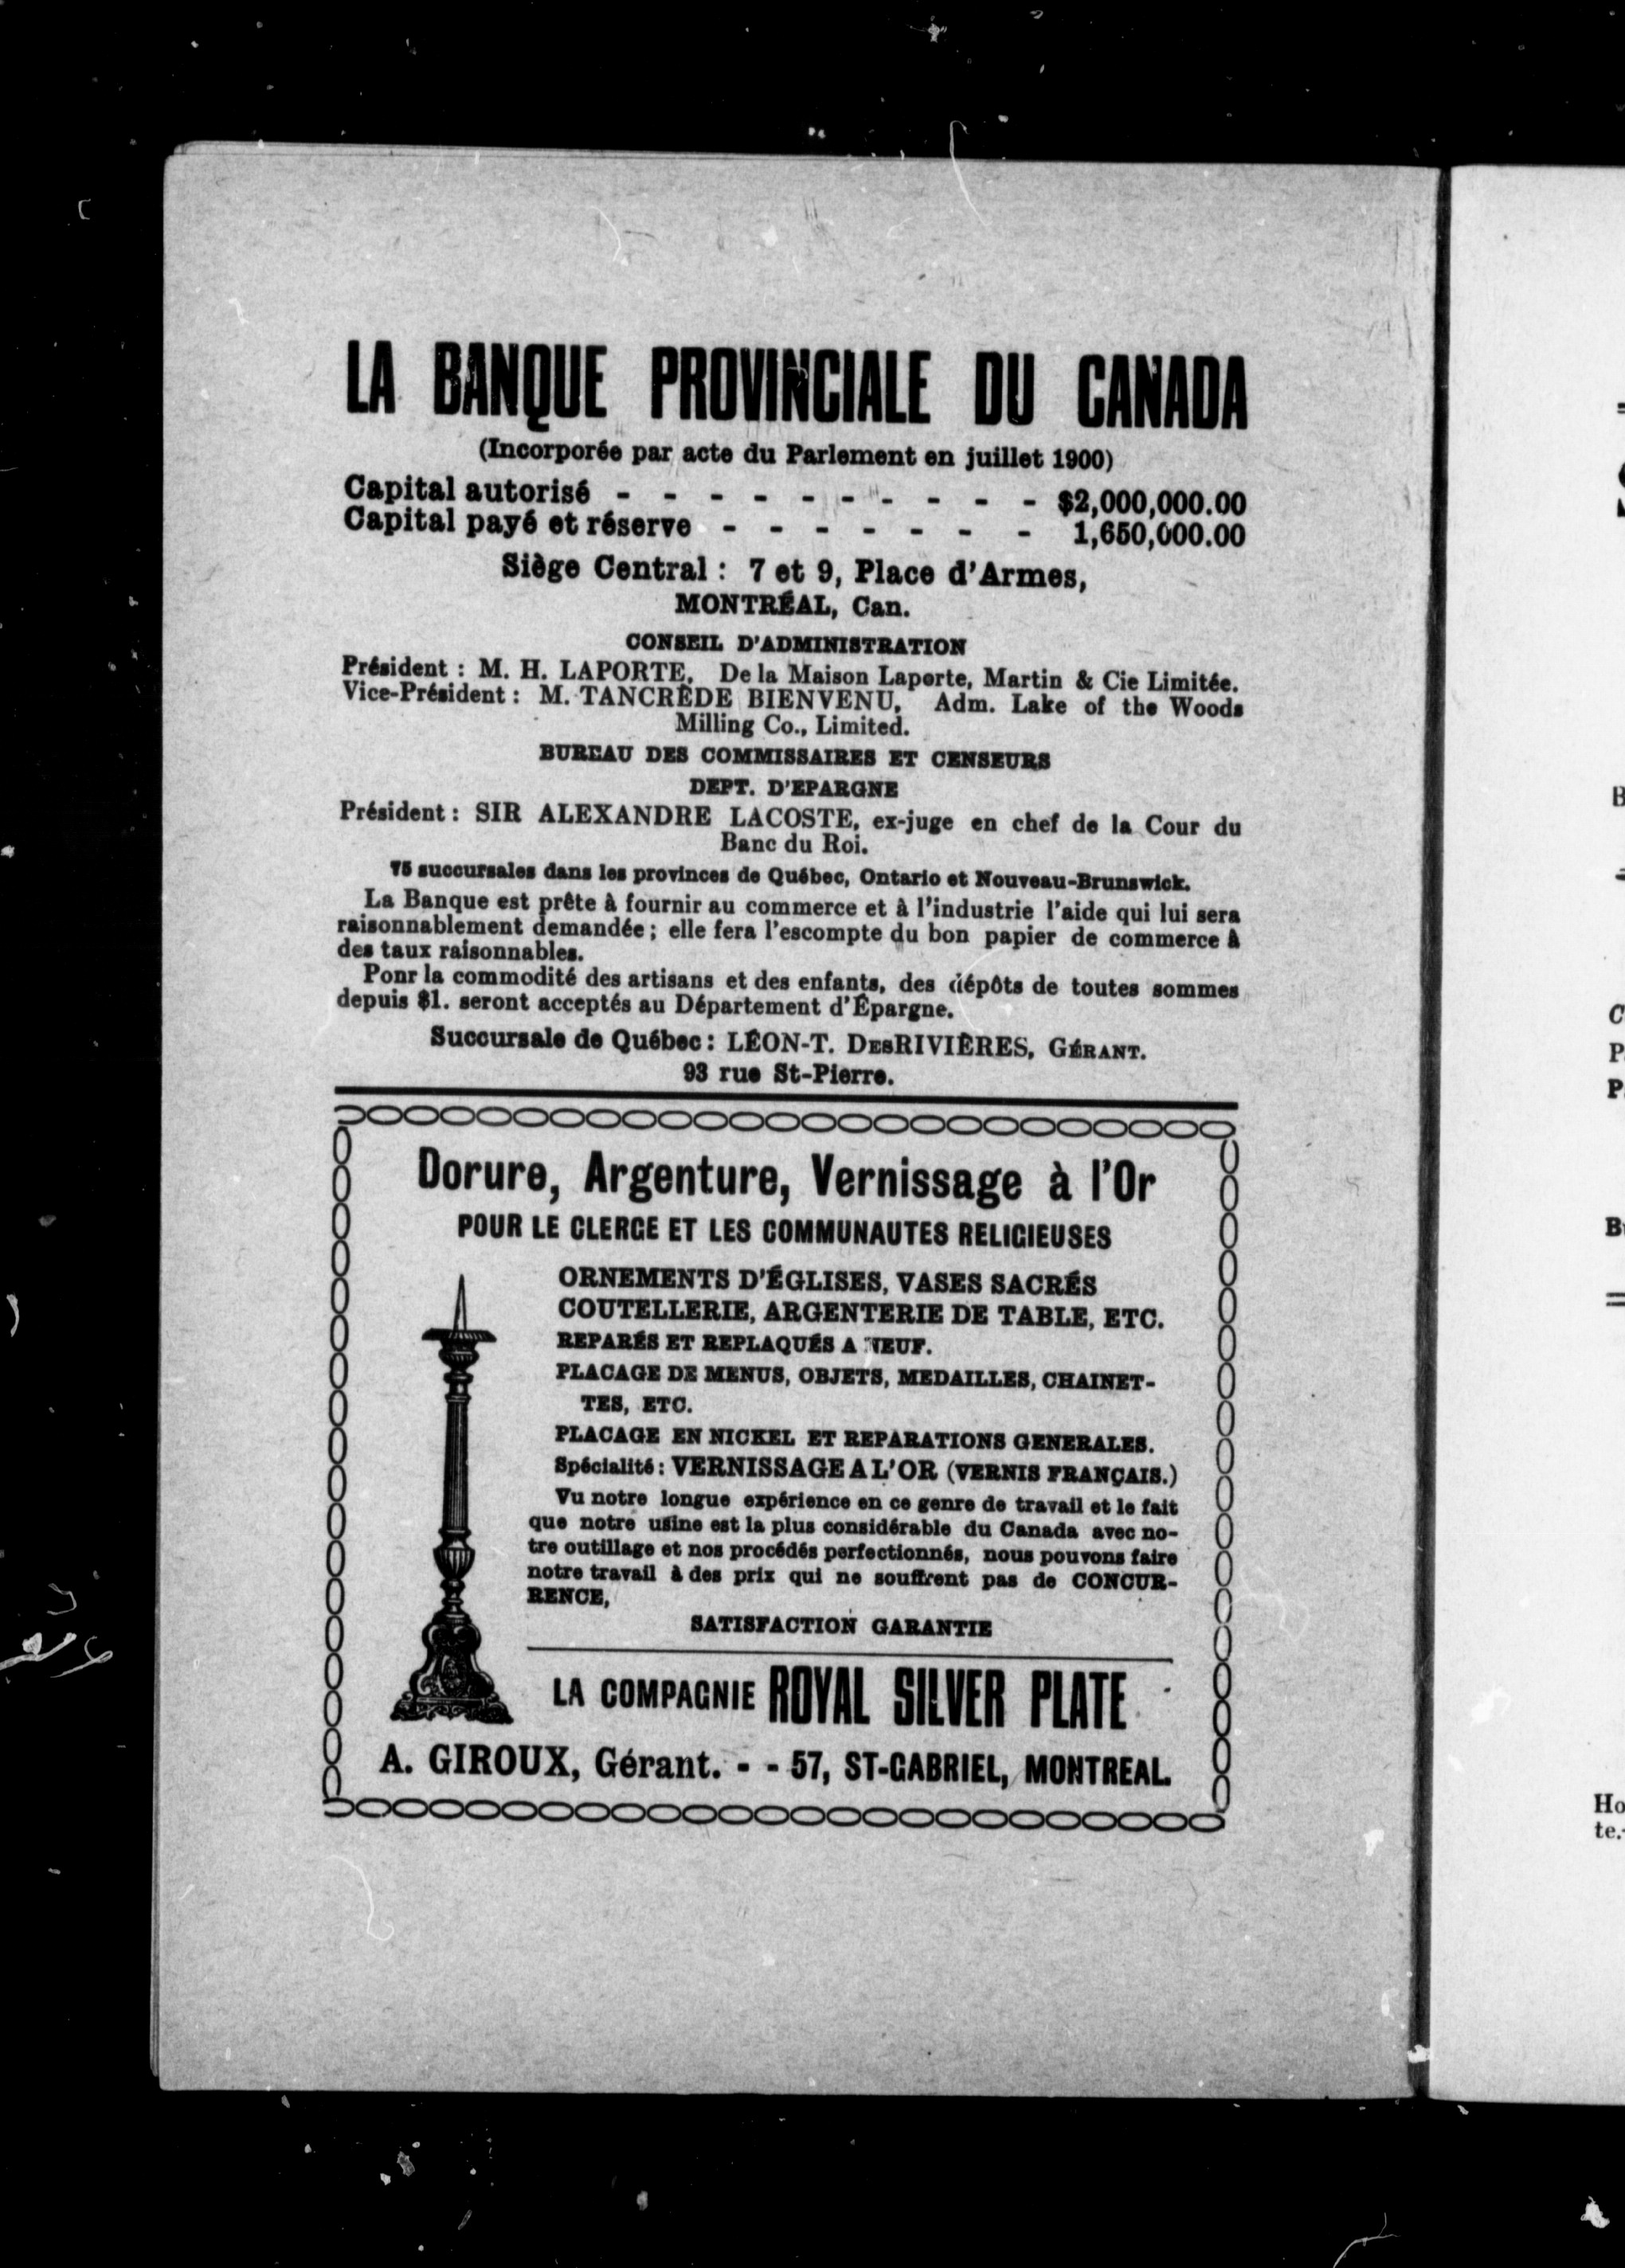 LA BANQUE PROVINCIALE DU CANADA
(Incorporée par acte du Parlement en juillet 1900)
Capital autorisé - - - - - - - - - - $2,000,000.00
Capital payé et réserve - - - - - - - 1,650,000.00
Siège Central : 7 et 9, Place d'Armes,
MONTRÉAL, Can.
CONSEIL D'ADMINISTRATION
Président : M. H. LAPORTE, De la Maison Laporte, Martin & Cie Limitée.
Vice-Président : M. TANCRÈDE BIENVENU, Adm. Lake of the Woods
Milling Co., Limited.
BUREAU DES COMMISSAIRES ET CENSEURS
DEPT. D'EPARGNE
Président : SIR ALEXANDRE LACOSTE, ex-juge en chef de la Cour du
Banc du Roi.
75 succursales dans les provinces de Québec, Ontario et Nouveau-Brunswick.
La Banque est prête à fournir au commerce et à l'industrie l'aide qui lui sera
raisonnablement demandée ; elle fera l'escompte du bon papier de commerce à
des taux raisonnables.
Ponr la commodité des artisans et des enfants, des dépôts de toutes sommes
depuis $1. seront acceptés au Département d'Épargne.
Succursale de Québec : LÉON-T. DESRIVIÈRES, GÉRANT.
93 rue St-Pierre.
Dorure, Argenture, Vernissage à l'Or
POUR LE CLERGE ET LES COMMUNAUTES RELIGIEUSES
ORNEMENTS D'ÉGLISES, VASES SACRÉS
COUTELLERIE, ARGENTERIE DE TABLE, ETC.
REPARÉS ET REPLAQUÉS A NEUF.
PLACAGE DE MENUS, OBJETS, MEDAILLES, CHAINET-
TES, ETC.
PLACAGE EN NICKEL ET REPARATIONS GENERALES.
Spécialité : VERNISSAGE A L'OR (VERNIS FRANÇAIS.)
Vu notre longue expérience en ce genre de travail et le fait
que notre usine est la plus considérable du Canada avec no-
tre outillage et nos procédés perfectionnés, nous pouvons faire
notre travail à des prix qui ne souffrent pas de CONCUR-
RENCE,
SATISFACTION GARANTIE
LA COMPAGNIE ROYAL SILVER PLATE
A. GIROUX, Gérant. - - 57, ST-GABRIEL, MONTREAL.